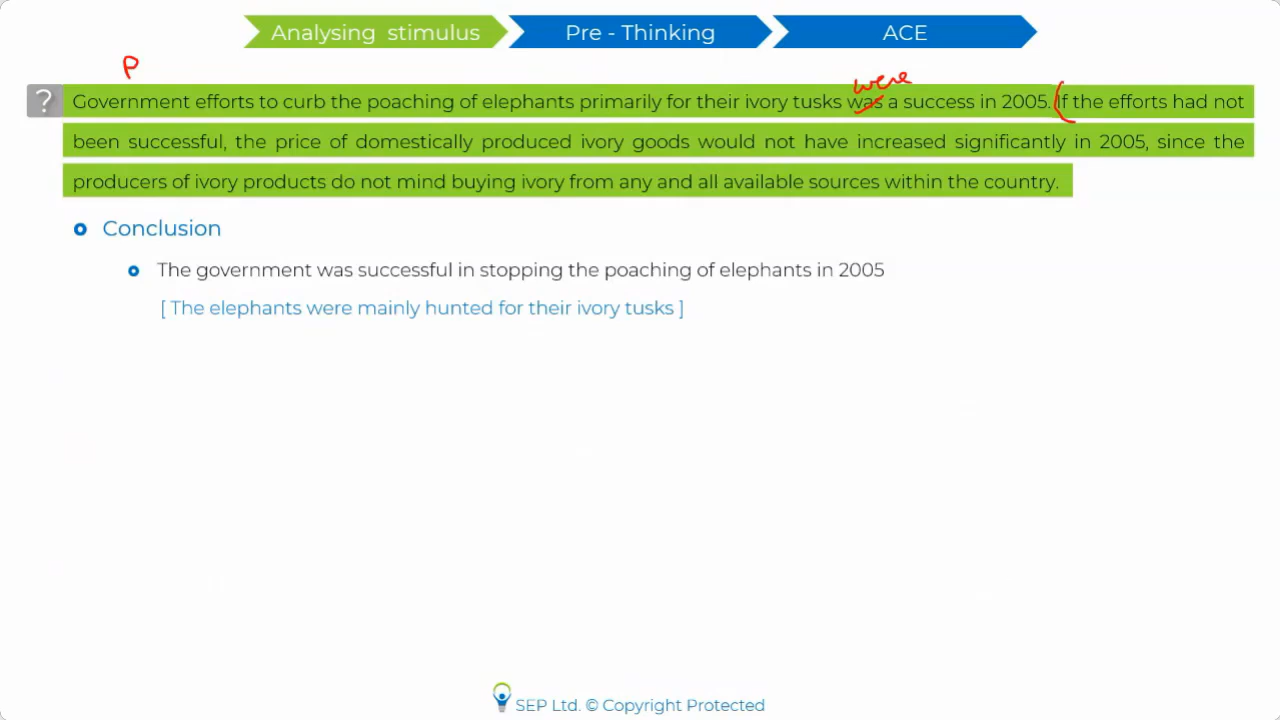 Analysing stimulus
Pre - Thinking
ACE
P
were
?
Government efforts to curb the poaching of elephants primarily for their ivory tusks was a success in 2005. If the efforts had not
been successful, the price of domestically produced ivory goods would not have increased significantly in 2005, since the
producers of ivory products do not mind buying ivory from any and all available sources within the country.
Conclusion
The government was successful in stopping the poaching of elephants in 2005
[ The elephants were mainly hunted for their ivory tusks ]
SEP Ltd. © Copyright Protected